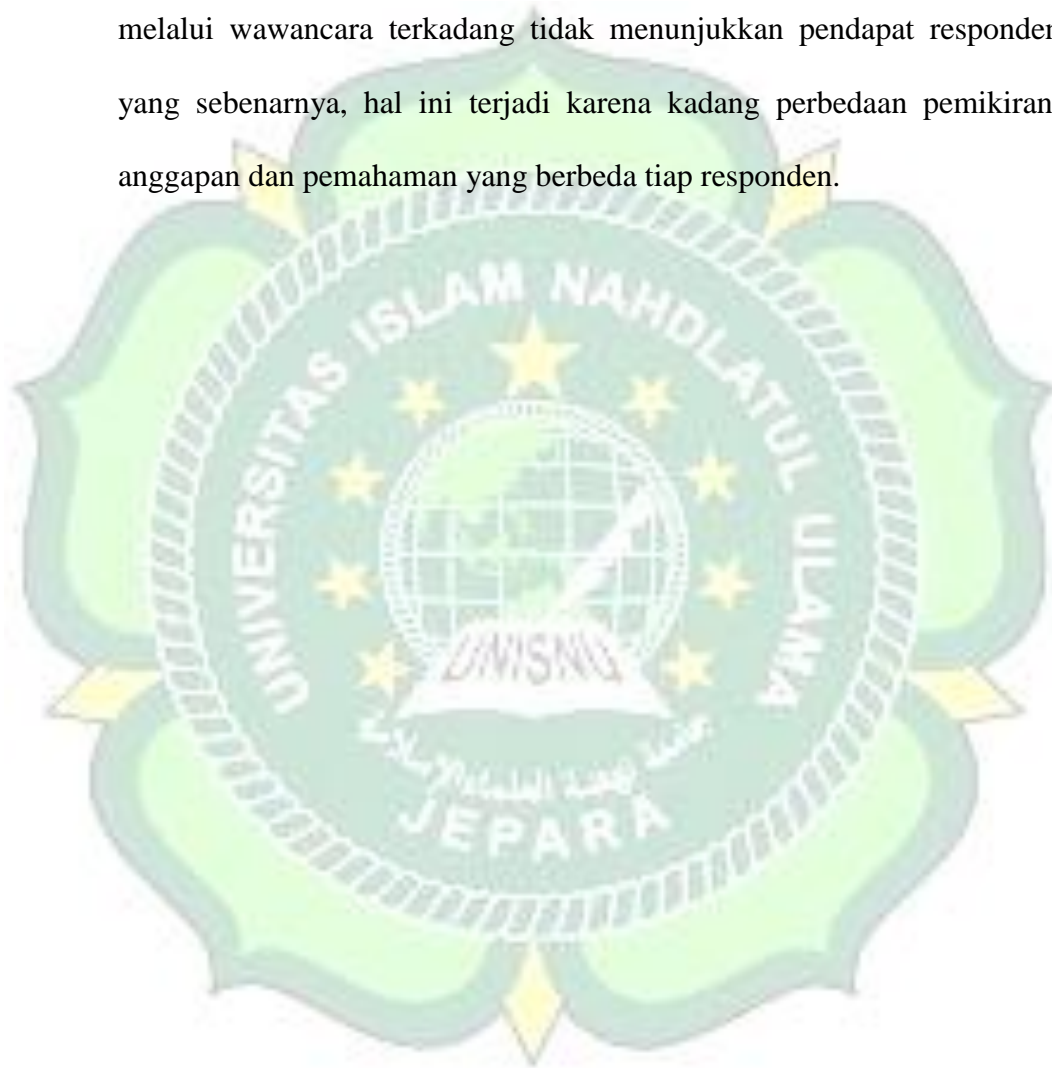 melalui wawancara terkadang tidak menunjukkan pendapat responden
yang sebenarnya, hal ini terjadi karena kadang perbedaan pemikiran
anggapan dan pemahaman yang berbeda tiap responden.
UNIVERSITAS ISLAM NAHDLATUL ULAMA
UNISNU
JEPARA